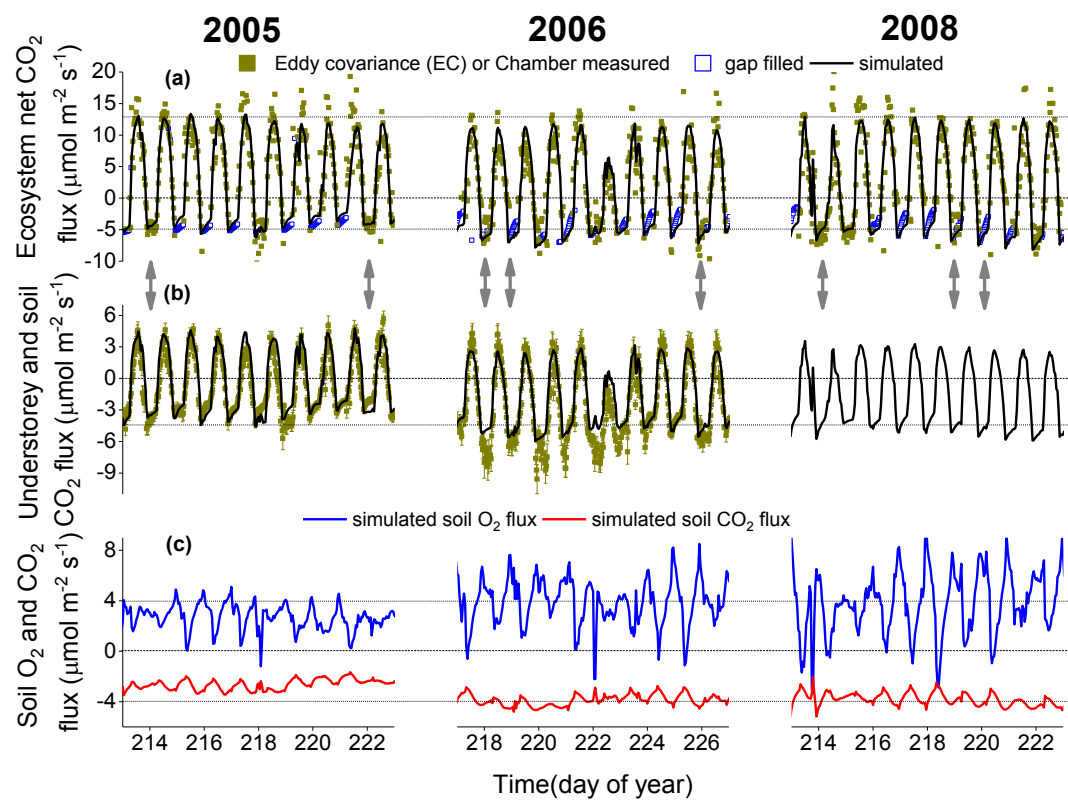 2005 2006 2008
Eddy covariance (EC) or Chamber measured gap filled simulated
Ecosystem net CO2
flux (μmol m-2 s-1)
(a)
20
15
10
5
0
-5
-10
Understorey and soil
CO2 flux (μmol m-2 s-1)
(b)
6
3
0
-3
-6
-9
simulated soil O2 flux simulated soil CO2 flux
Soil O2 and CO2
flux (μmol m-2 s-1)
(c)
8
4
0
-4
214 216 218 220 222 218 220 222 224 226 214 216 218 220 222
Time(day of year)